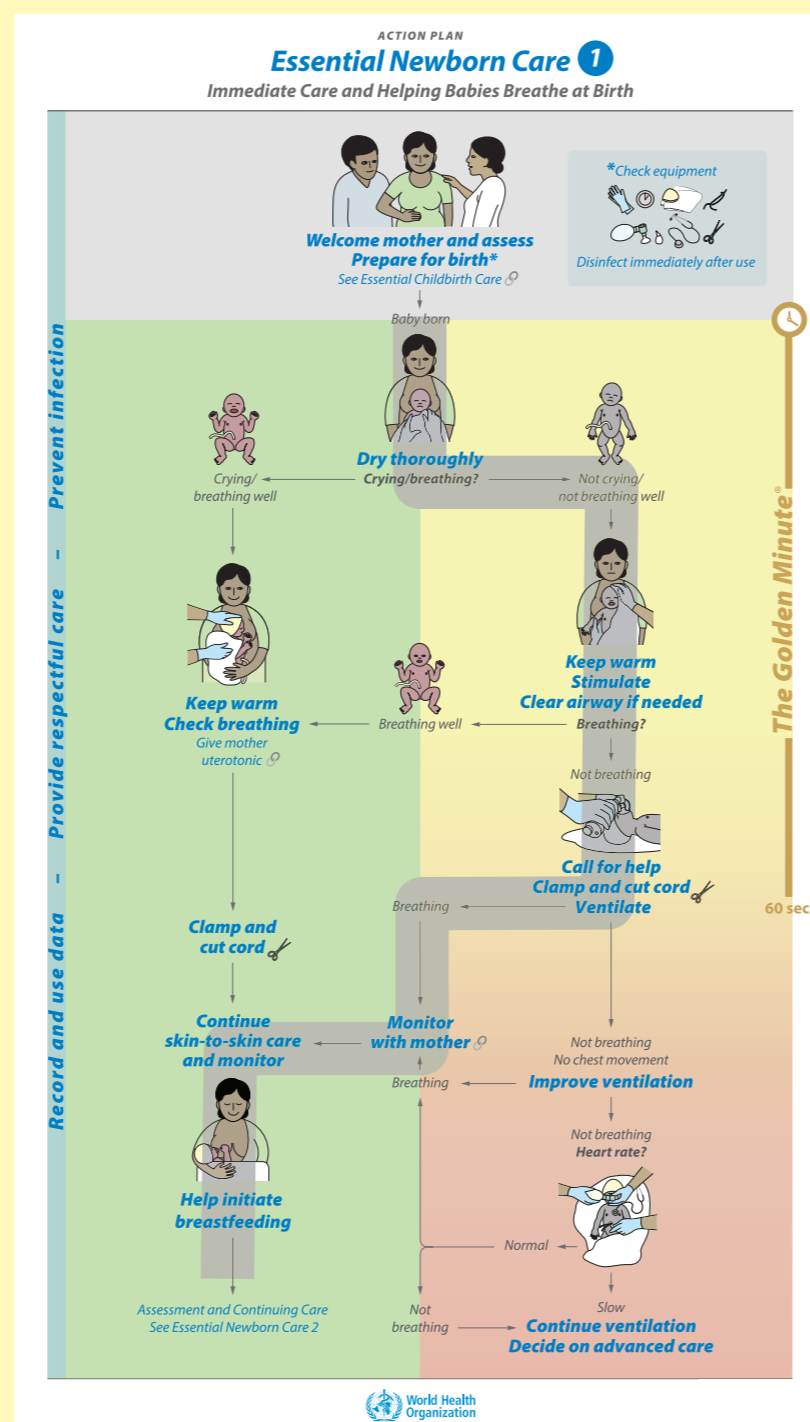 ACTION PLAN
Essential Newborn Care 1
Immediate Care and Helping Babies Breathe at Birth
*Check equipment
Disinfect immediately after use
Welcome mother and assess
Prepare for birth*
See Essential Childbirth Care
Baby born
Dry thoroughly
Crying/breathing?
Crying/
breathing well
Not crying/
not breathing well
Keep warm
Stimulate
Clear airway if needed
Breathing?
Breathing well
Keep warm
Check breathing
Give mother
uterotonic
Not breathing
Call for help
Clamp and cut cord
Ventilate
Breathing
Clamp and
cut cord
Continue
skin-to-skin care
and monitor
Monitor
with mother
Not breathing
No chest movement
Improve ventilation
Breathing
Not breathing
Heart rate?
Help initiate
breastfeeding
Normal
Slow
Continue ventilation
Decide on advanced care
Not
breathing
Assessment and Continuing Care
See Essential Newborn Care 2
Record and use data – Provide respectful care – Prevent infection
The Golden Minute®
60 sec
World Health
Organization